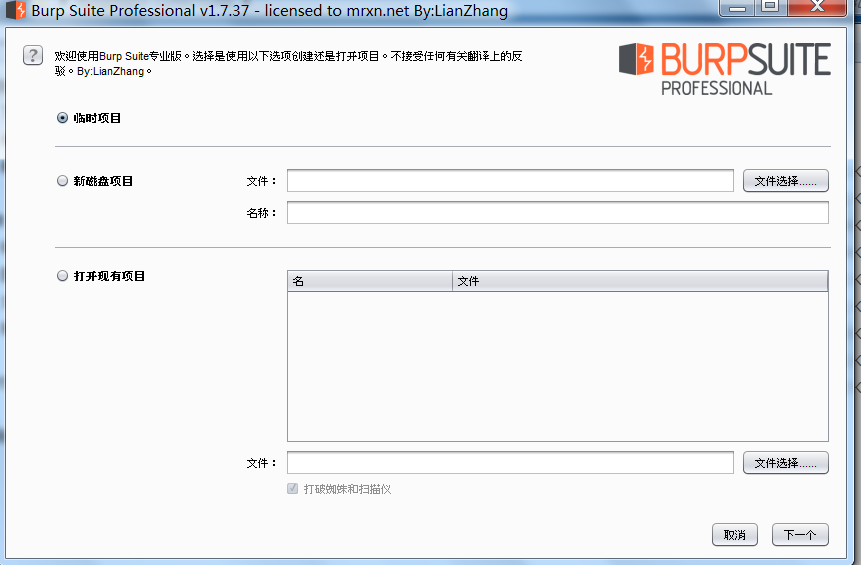 Burp Suite Professional v1.7.37 - licensed to mrxn.net By:LianZhang
?
欢迎使用Burp Suite专业版。选择是使用以下选项创建还是打开项目。不接受任何有关翻译上的反
驳。By:LianZhang。
BURPSUITE
PROFESSIONAL
临时项目
新磁盘项目
文件：
文件选择......
名称：
打开现有项目
名
文件
文件：
文件选择......
打破蜘蛛和扫描仪
取消
下一个